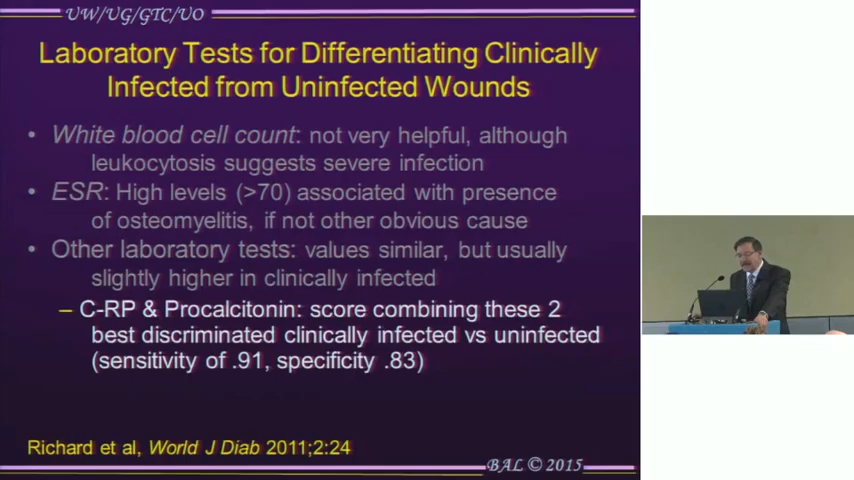 UW/UG/GTC/UO
Laboratory Tests for Differentiating Clinically
Infected from Uninfected Wounds
• White blood cell count: not very helpful, although
leukocytosis suggests severe infection
• ESR: High levels (>70) associated with presence
of osteomyelitis, if not other obvious cause
• Other laboratory tests: values similar, but usually
slightly higher in clinically infected
– C-RP & Procalcitonin: score combining these 2
best discriminated clinically infected vs uninfected
(sensitivity of .91, specificity .83)
Richard et al, World J Diab 2011;2:24
BAL © 2015